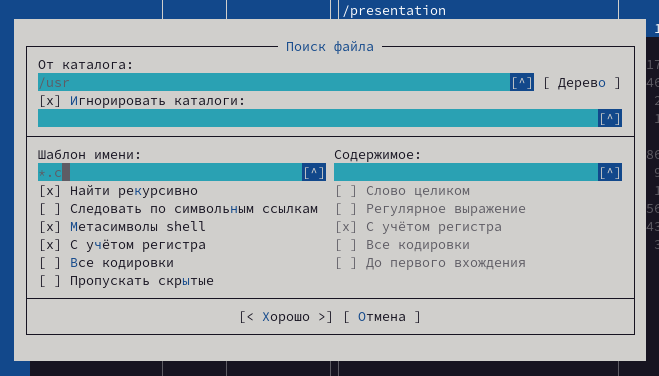 /presentation
Поиск файла
От каталога:
/usr [^] [ Дерево ]
[x] Игнорировать каталоги:
[^]
Шаблон имени: Содержимое:
*.c [^] [^]
[x] Найти рекурсивно [ ] Слово целиком
[ ] Следовать по символьным ссылкам [ ] Регулярное выражение
[x] Метасимволы shell [x] С учётом регистра
[x] С учётом регистра [ ] Все кодировки
[ ] Все кодировки [ ] До первого вхождения
[ ] Пропускать скрытые
[< Хорошо >] [ Отмена ]